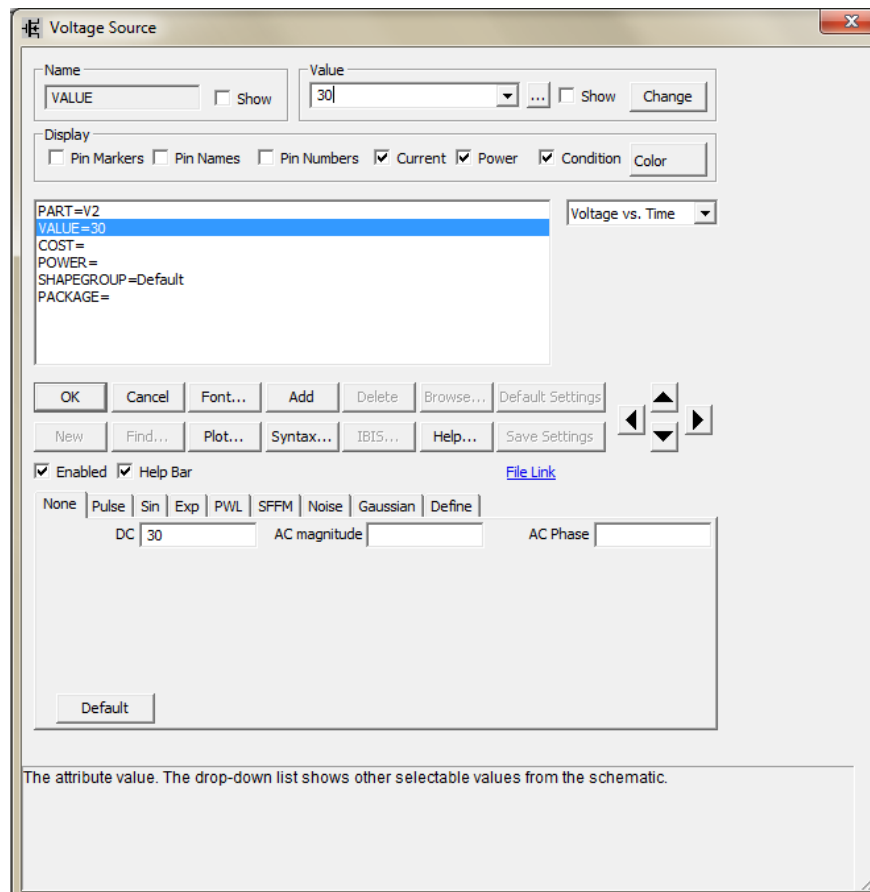 Voltage Source
Name
Value
VALUE
Show
30
...
Show
Change
Display
Pin Markers
Pin Names
Pin Numbers
Current
Power
Condition
Color
PART=V2
Voltage vs. Time
VALUE=30
COST=
POWER=
SHAPEGROUP=Default
PACKAGE=
OK
Cancel
Font...
Add
Delete
Browse...
Default Settings
New
Find...
Plot...
Syntax...
IBIS...
Help...
Save Settings
Enabled
Help Bar
File Link
None
Pulse
Sin
Exp
PWL
SFFM
Noise
Gaussian
Define
DC
30
AC magnitude
AC Phase
Default
The attribute value. The drop-down list shows other selectable values from the schematic.